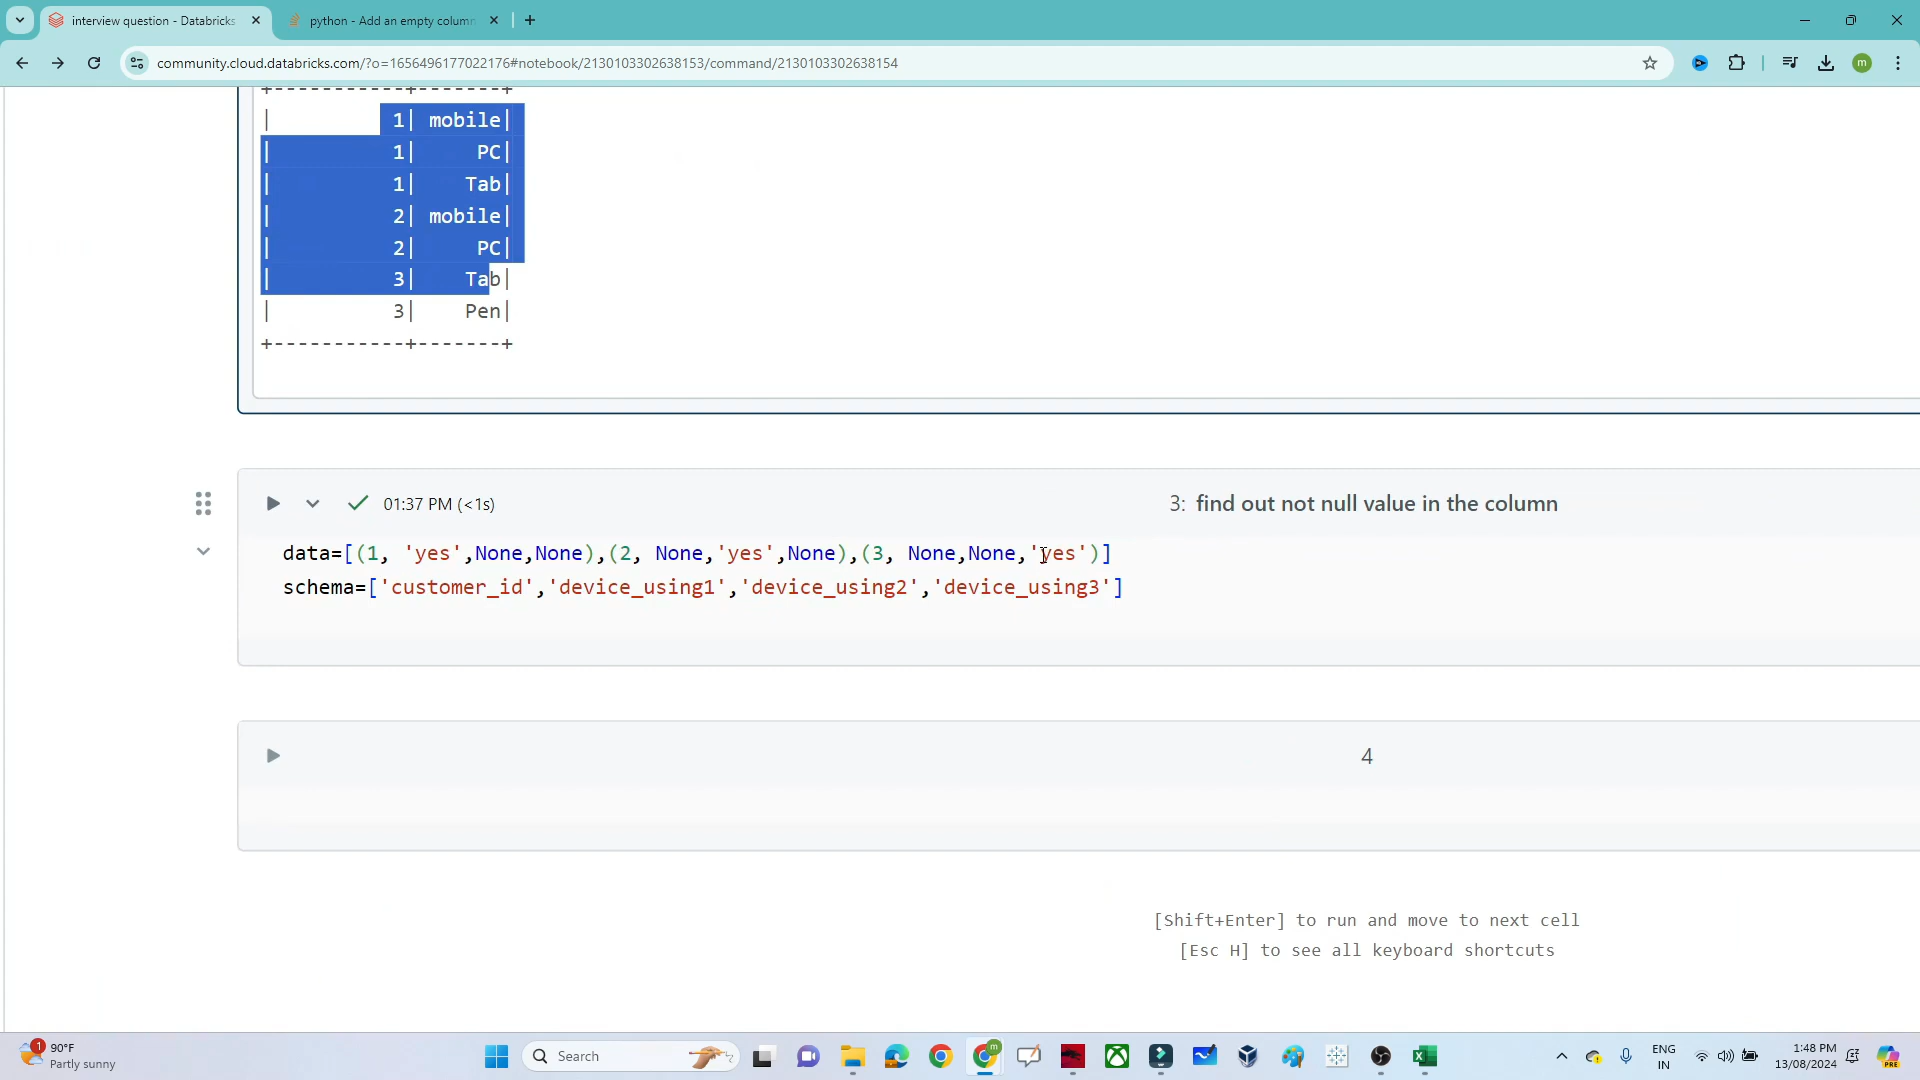 interview question - Databricks
python - Add an empty column
community.cloud.databricks.com/?o=1656496177022176#notebook/2130103302638153/command/2130103302638154
m
+-----------+-------+
| 1| mobile|
| 1| PC|
| 1| Tab|
| 2| mobile|
| 2| PC|
| 3| Tab|
| 3| Pen|
+-----------+-------+
01:37 PM (<1s)
3: find out not null value in the column
data=[(1, 'yes',None,None),(2, None,'yes',None),(3, None,None,'yes')]
schema=['customer_id','device_using1','device_using2','device_using3']
4
[Shift+Enter] to run and move to next cell
[Esc H] to see all keyboard shortcuts
1
90°F
Partly sunny
Search
m
ENG
IN
1:48 PM
13/08/2024
PRE